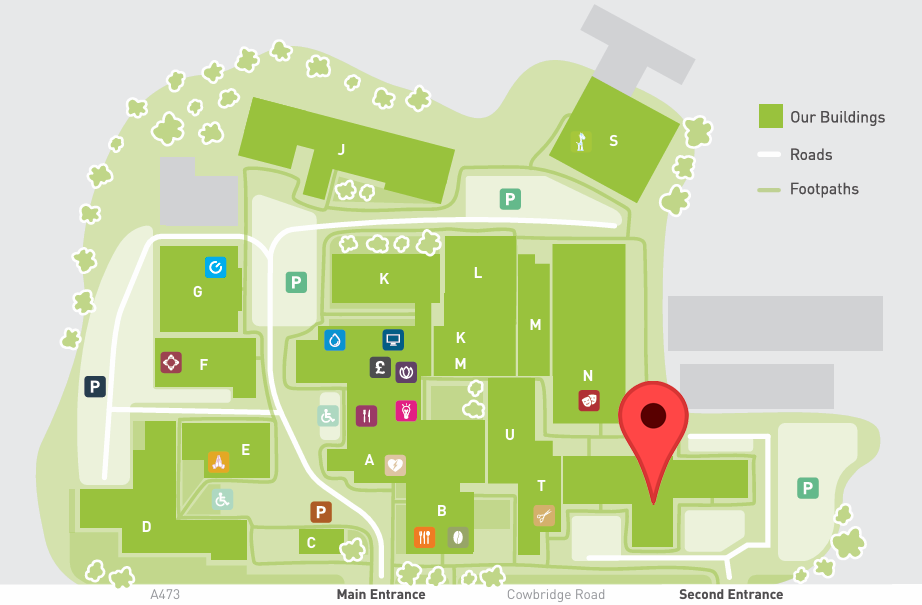 Our Buildings
Roads
Footpaths
J
S
P
G
P
K
L
M
K
M
£
F
P
N
E
A
U
T
P
P
D
C
B
A473
Main Entrance
Cowbridge Road
Second Entrance